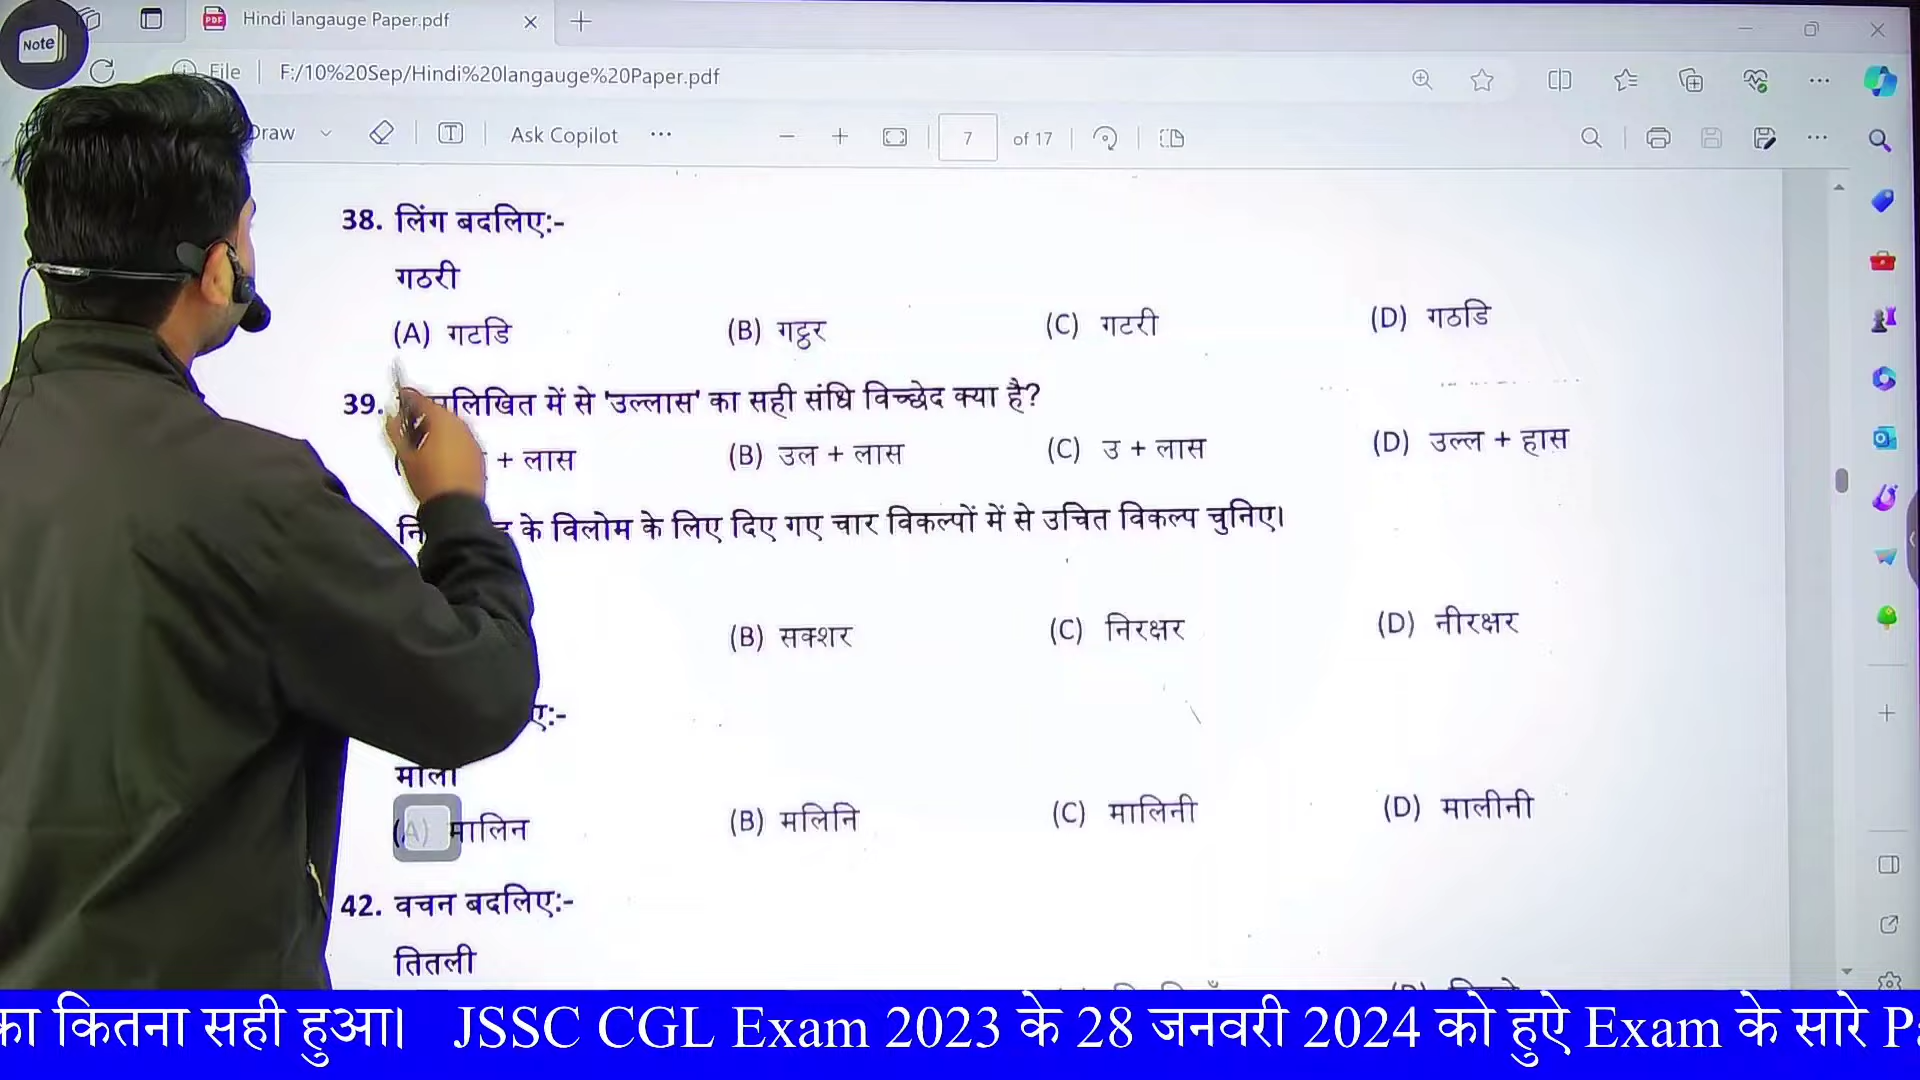 Note
Hindi langauge Paper.pdf
File
F:/10%20Sep/Hindi%20langauge%20Paper.pdf
Draw
Ask Copilot
7 of 17
38. लिंग बदलिए:-
गठरी
(A) गटडि (B) गट्ठर (C) गटरी (D) गठडि
39. में से 'उल्लास' का सही संधि विच्छेद क्या है?
+ लास (B) उल + लास (C) उ + लास (D) उल्ल + हास
के विलोम के लिए दिए गए चार विकल्पों में से उचित विकल्प चुनिए।
(B) सक्शर (C) निरक्षर (D) नीरक्षर
माली
(A) मालिन (B) मलिनि (C) मालिनी (D) मालीनी
42. वचन बदलिए:-
तितली
का कितना सही हुआ। JSSC CGL Exam 2023 के 28 जनवरी 2024 को हुऐ Exam के सारे